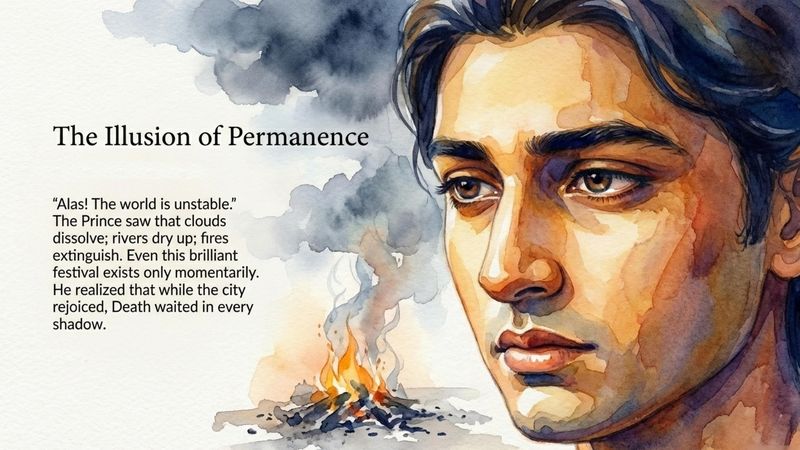 The Illusion of Permanence
“Alas! The world is unstable.”
The Prince saw that clouds
dissolve; rivers dry up; fires
extinguish. Even this brilliant
festival exists only momentarily.
He realized that while the city
rejoiced, Death waited in every
shadow.